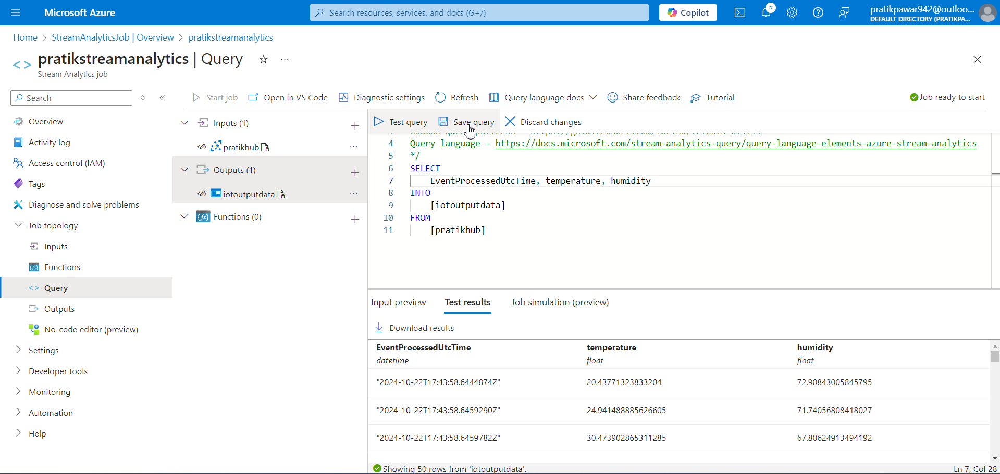 Microsoft Azure
Search resources, services, and docs (G+/)
Copilot
5
pratikpawar942@outloo...
DEFAULT DIRECTORY (PRATIKPA...
Home > StreamAnalyticsJob | Overview > pratikstreamanalytics
pratikstreamanalytics | Query
Stream Analytics job
Search
Start job
Open in VS Code
Diagnostic settings
Refresh
Query language docs
Share feedback
Tutorial
Job ready to start
Overview
Activity log
Access control (IAM)
Tags
Diagnose and solve problems
Job topology
Inputs
Functions
Query
Outputs
No-code editor (preview)
Settings
Developer tools
Monitoring
Automation
Help
Inputs (1)
pratikhub
Outputs (1)
iotoutputdata
Functions (0)
Test query
Save query
Discard changes
4 Query language - https://docs.microsoft.com/stream-analytics-query/query-language-elements-azure-stream-analytics
5 */
6 SELECT
7 EventProcessedUtcTime, temperature, humidity
8 INTO
9 [iotoutputdata]
10 FROM
11 [pratikhub]
Input preview
Test results
Job simulation (preview)
Download results
EventProcessedUtcTime temperature humidity
datetime float float
"2024-10-22T17:43:58.6444874Z" 20.43771323833204 72.90843005845795
"2024-10-22T17:43:58.6459290Z" 24.941488885626605 71.74056808418027
"2024-10-22T17:43:58.6459782Z" 30.473902865311285 67.80624913494192
Showing 50 rows from 'iotoutputdata'.
Ln 7, Col 28